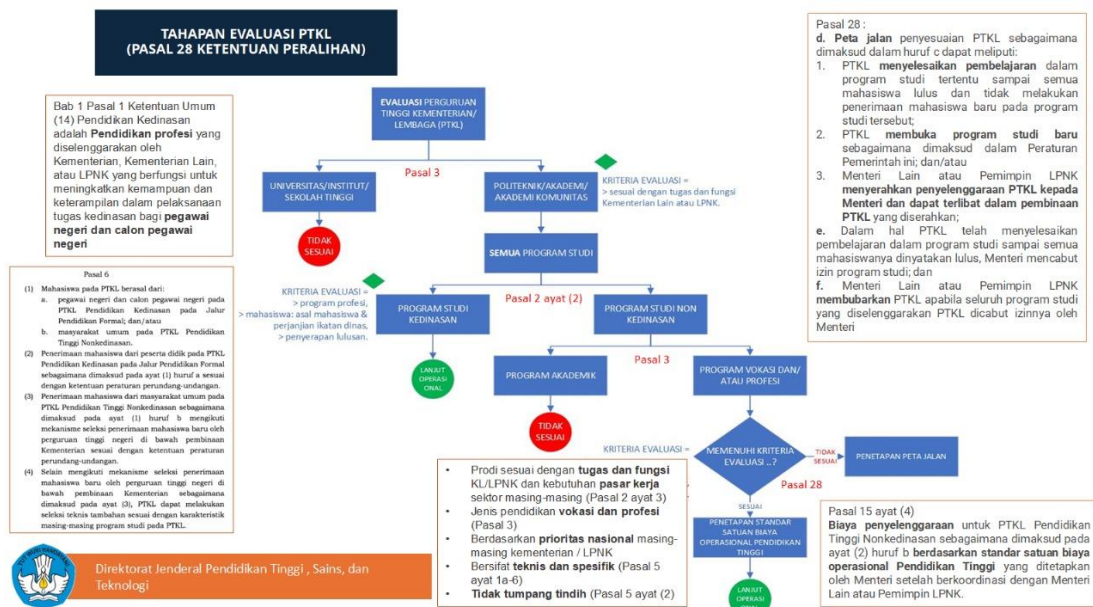 TAHAPAN EVALUASI PTKL
(PASAL 28 KETENTUAN PERALIHAN)
Bab 1 Pasal 1 Ketentuan Umum
(14) Pendidikan Kedinasan
adalah Pendidikan profesi yang
diselenggarakan oleh
Kementerian, Kementerian Lain,
atau LPNK yang berfungsi untuk
meningkatkan kemampuan dan
keterampilan dalam pelaksanaan
tugas kedinasan bagi pegawai
negeri dan calon pegawai
negeri
Pasal 6
(1) Mahasiswa pada PTKL berasal dari:
a. pegawai negeri dan calon pegawai negeri pada
PTKL Pendidikan Kedinasan pada Jalur
Pendidikan Formal; dan/atau
b. masyarakat umum pada PTKL Pendidikan
Tinggi Nonkedinasan.
(2) Penerimaan mahasiswa dari peserta didik pada PTKL
Pendidikan Kedinasan pada Jalur Pendidikan Formal
sebagaimana dimaksud pada ayat (1) huruf a sesuai
dengan ketentuan peraturan perundang-undangan.
(3) Penerimaan mahasiswa dari masyarakat umum pada
PTKL Pendidikan Tinggi Nonkedinasan sebagaimana
dimaksud pada ayat (1) huruf b mengikuti
mekanisme seleksi penerimaan mahasiswa baru oleh
perguruan tinggi negeri di bawah pembinaan
Kementerian sesuai dengan ketentuan peraturan
perundang-undangan.
(4) Selain mengikuti mekanisme seleksi penerimaan
mahasiswa baru oleh perguruan tinggi negeri di
bawah pembinaan Kementerian sebagaimana
dimaksud pada ayat (3), PTKL dapat melakukan
seleksi teknis tambahan sesuai dengan karakteristik
masing-masing program studi pada PTKL.
EVALUASI PERGURUAN
TINGGI KEMENTERIAN/
LEMBAGA (PTKL)
Pasal 3
UNIVERSITAS/INSTITUT/
SEKOLAH TINGGI
POLITEKNIK/AKADEMI/
AKADEMI KOMUNITAS
KRITERIA EVALUASI =
> sesuai dengan tugas dan fungsi
Kementerian Lain atau LPNK.
TIDAK
SESUAI
SEMUA PROGRAM STUDI
Pasal 2 ayat (2)
KRITERIA EVALUASI =
> program profesi,
> mahasiswa: asal mahasiswa &
perjanjian ikatan dinas,
> penyerapan lulusan.
PROGRAM STUDI
KEDINASAN
PROGRAM STUDI NON
KEDINASAN
Pasal 3
LANJUT
OPERASI
ONAL
PROGRAM AKADEMIK
PROGRAM VOKASI DAN/
ATAU PROFESI
TIDAK
SESUAI
KRITERIA EVALUASI =
MEMENUHI KRITERIA
EVALUASI ..?
TIDAK
SESUAI
PENETAPAN PETA JALAN
Pasal 28
SESUAI
PENETAPAN STANDAR
SATUAN BIAYA
OPERASIONAL PENDIDIKAN
TINGGI
LANJUT
OPERASI
ONAL
• Prodi sesuai dengan tugas dan fungsi
KL/LPNK dan kebutuhan pasar kerja
sektor masing-masing (Pasal 2 ayat 3)
• Jenis pendidikan vokasi dan profesi
(Pasal 3)
• Berdasarkan prioritas nasional masing-
masing kementerian / LPNK
• Bersifat teknis dan spesifik (Pasal 5
ayat 1a-6)
• Tidak tumpang tindih (Pasal 5 ayat (2)
Pasal 28 :
d. Peta jalan penyesuaian PTKL sebagaimana
dimaksud dalam huruf c dapat meliputi:
1. PTKL menyelesaikan pembelajaran dalam
program studi tertentu sampai semua
mahasiswa lulus dan tidak melakukan
penerimaan mahasiswa baru pada program
studi tersebut;
2. PTKL membuka program studi baru
sebagaimana dimaksud dalam Peraturan
Pemerintah ini; dan/atau
3. Menteri Lain atau Pemimpin LPNK
menyerahkan penyelenggaraan PTKL kepada
Menteri dan dapat terlibat dalam pembinaan
PTKL yang diserahkan;
e. Dalam hal PTKL telah menyelesaikan
pembelajaran dalam program studi sampai semua
mahasiswanya dinyatakan lulus, Menteri mencabut
izin program studi; dan
f. Menteri Lain atau Pemimpin LPNK
membubarkan PTKL apabila seluruh program studi
yang diselenggarakan PTKL dicabut izinnya oleh
Menteri
Pasal 15 ayat (4)
Biaya penyelenggaraan untuk PTKL Pendidikan
Tinggi Nonkedinasan sebagaimana dimaksud pada
ayat (2) huruf b berdasarkan standar satuan biaya
operasional Pendidikan Tinggi yang ditetapkan
oleh Menteri setelah berkoordinasi dengan Menteri
Lain atau Pemimpin LPNK.
TUT WURI HANDAYANI
Direktorat Jenderal Pendidikan Tinggi , Sains, dan
Teknologi